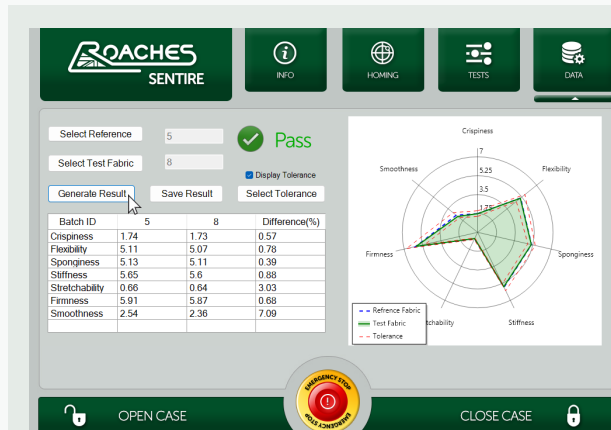 ROACHES
SENTIRE
INFO
HOMING
TESTS
DATA
Select Reference
5
Pass
Select Test Fabric
8
Display Tolerance
Generate Result
Save Result
Select Tolerance
Batch ID 5 8 Difference(%)
Crispiness 1.74 1.73 0.57
Flexibility 5.11 5.07 0.78
Sponginess 5.13 5.11 0.39
Stiffness 5.65 5.6 0.88
Stretchability 0.66 0.64 3.03
Firmness 5.91 5.87 0.68
Smoothness 2.54 2.36 7.09
Crispiness
7
Smoothness
5.25
Flexibility
3.5
1.75
Firmness
Sponginess
Refrence Fabric
Test Fabric
tchability
Stiffness
Tolerance
EMERGENCY STOP
EMERGENCY STOP
OPEN CASE
CLOSE CASE